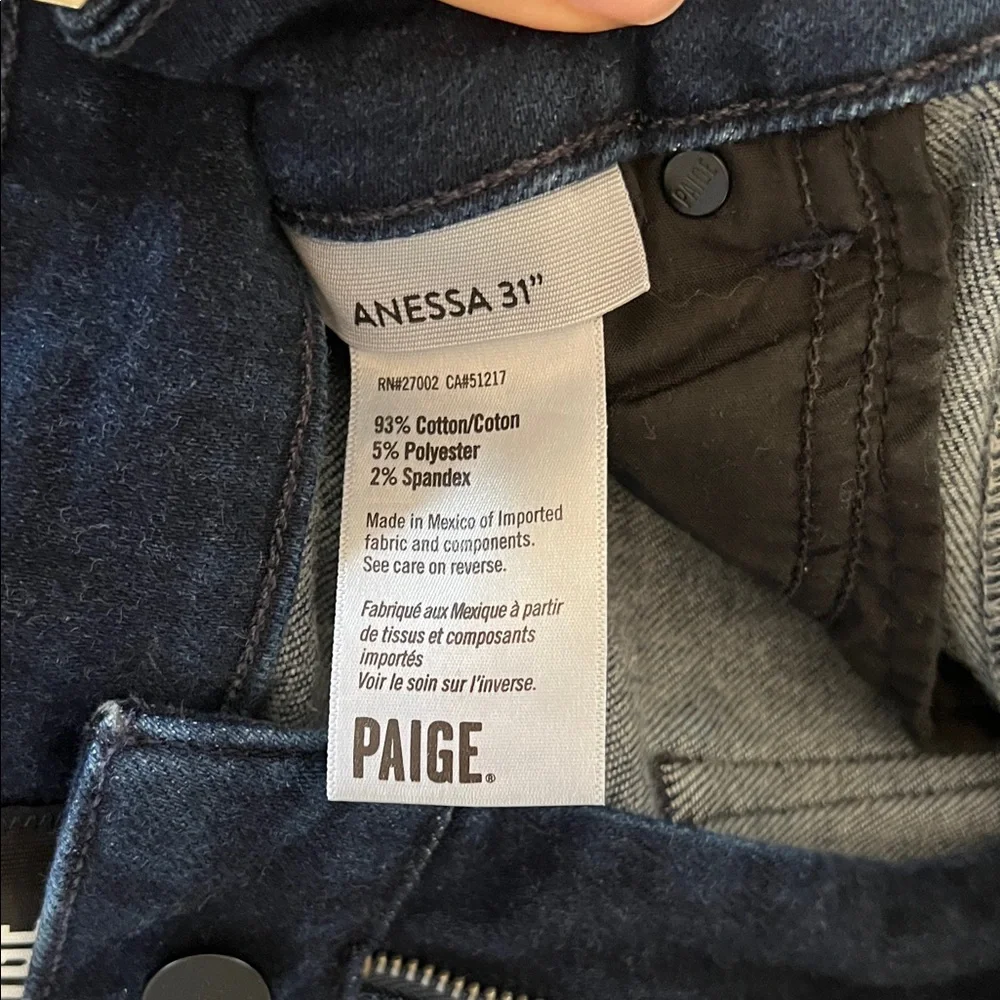 PAIGE
ANESSA 31"
RN#27002 CA#51217
93% Cotton/Coton
5% Polyester
2% Spandex
Made in Mexico of Imported
fabric and components.
See care on reverse.
Fabriqué aux Mexique à partir
de tissus et composants
importés
Voir le soin sur l'inverse.
PAIGE®